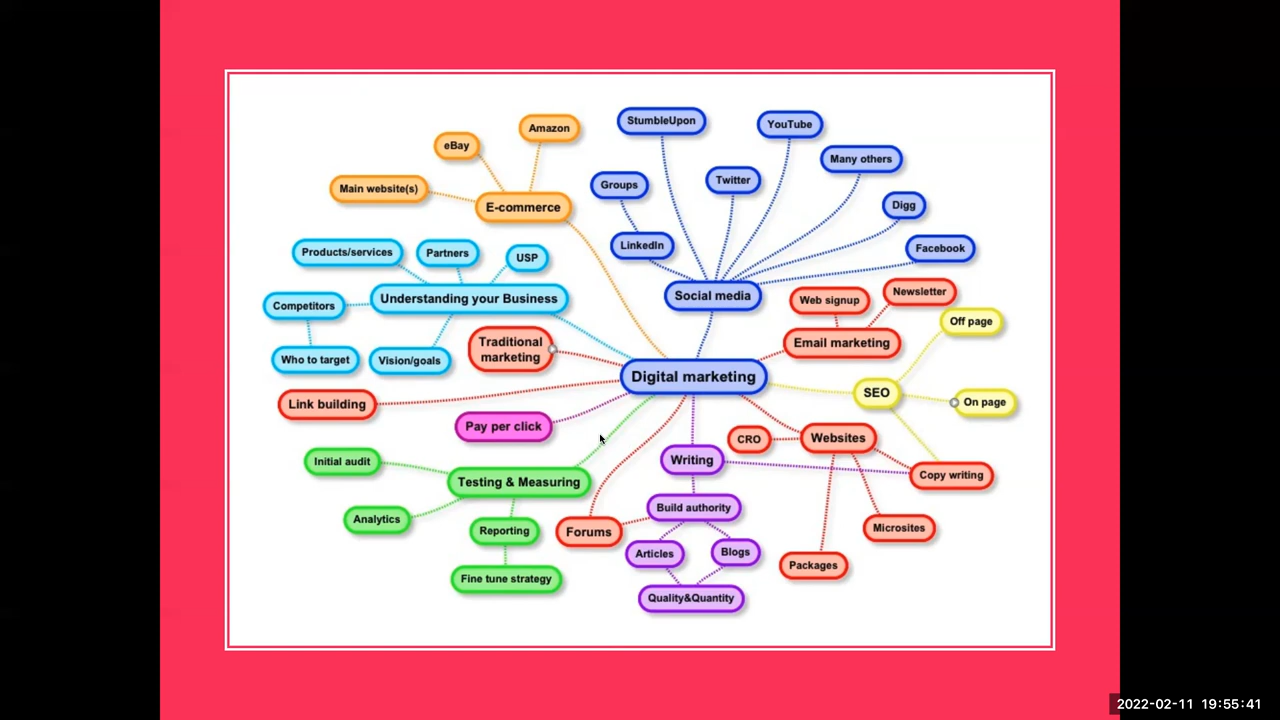 StumbleUpon
YouTube
Amazon
eBay
Many others
Groups
Twitter
Main website(s)
E-commerce
Digg
LinkedIn
Facebook
Products/services
Partners
USP
Understanding your Business
Social media
Web signup
Newsletter
Competitors
Off page
Traditional
marketing
Email marketing
Who to target
Vision/goals
Digital marketing
SEO
Link building
On page
Pay per click
CRO
Websites
Initial audit
Writing
Copy writing
Testing & Measuring
Build authority
Analytics
Reporting
Forums
Microsites
Articles
Blogs
Packages
Fine tune strategy
Quality&Quantity
2022-02-11 19:55:41